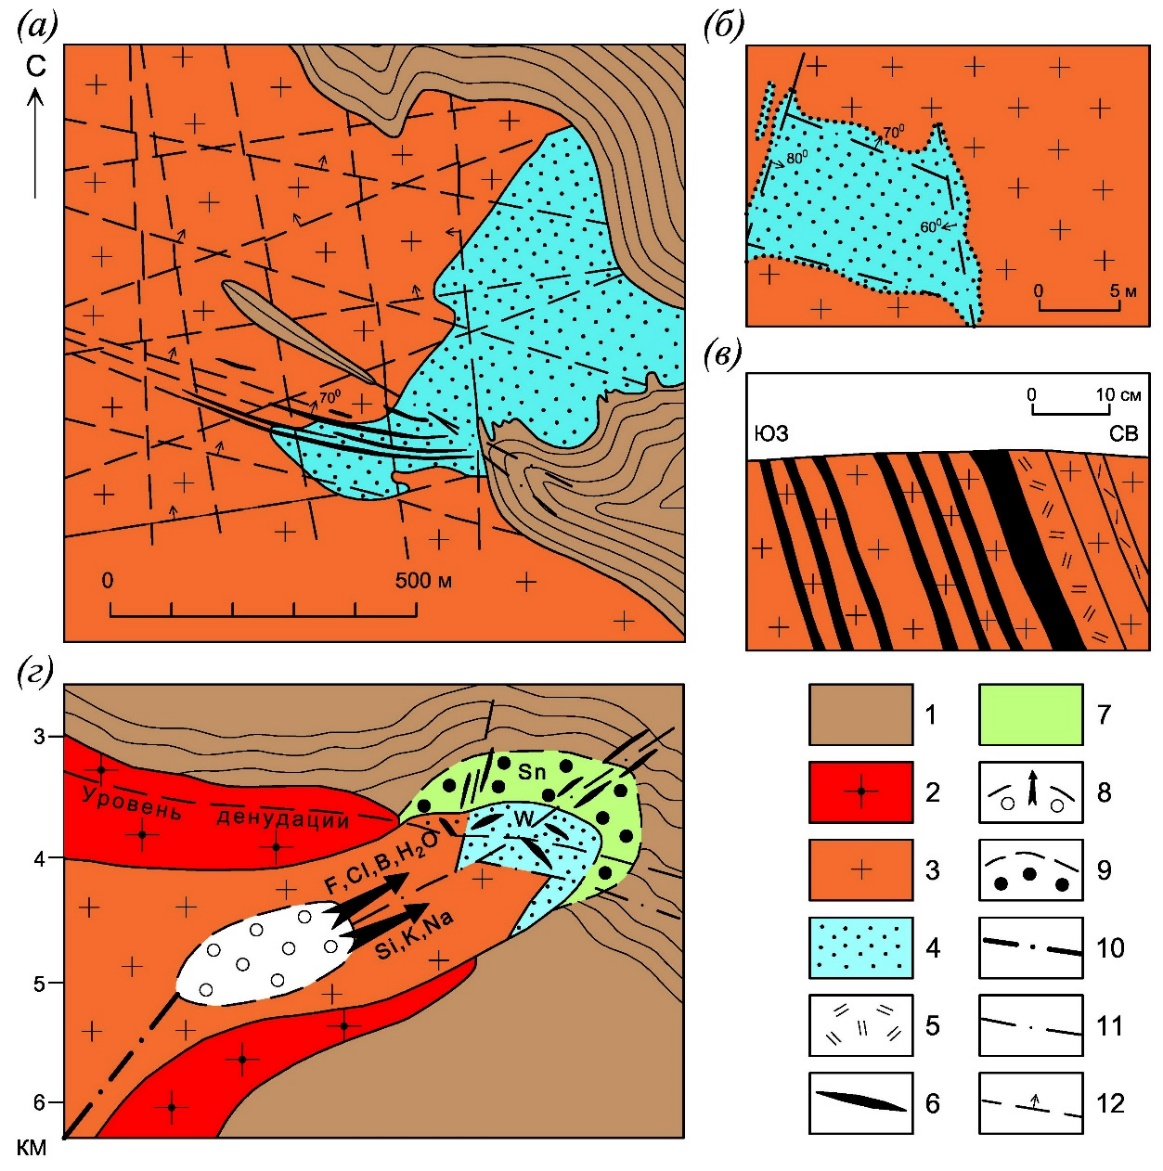 (а)
С
70⁰
0 500 м
(б)
70⁰
80⁰
60⁰
0 5 м
(в)
0 10 см
ЮЗ СВ
(г)
3
4
5
6
км
Уровень денудации
Sn
W
F,Cl,B,H₂O
Si,K,Na
1 7
2 8
3 9
4 10
5 11
6 12